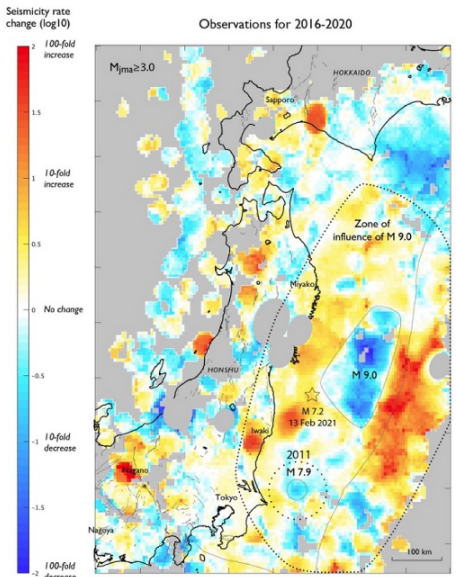 Seismicity rate
change (log10)
Observations for 2016-2020
2
100-fold
increase
1.5
1
10-fold
increase
0.5
0
No change
-0.5
-1
10-fold
decrease
-1.5
-2
100-fold
decrease
Mjma≥3.0
HOKKAIDO
Sapporo
Zone of
influence of M 9.0
Miyako
HONSHU
M 9.0
M 7.2
13 Feb 2021
Iwaki
2011
M 7.9
Nagano
Tokyo
Nagoya
100 km